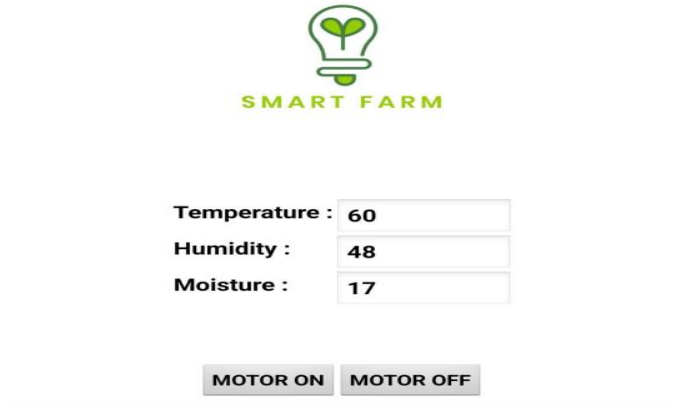 SMART FARM
Temperature : 60
Humidity : 48
Moisture : 17
MOTOR ON MOTOR OFF